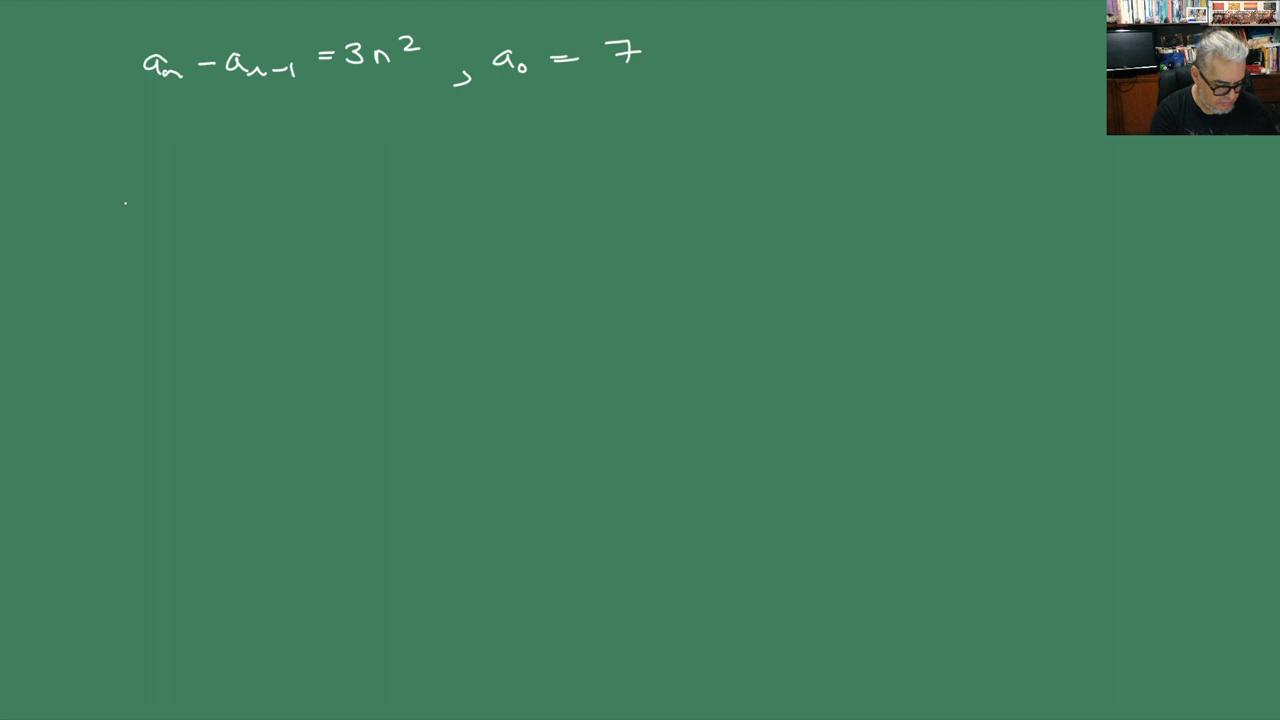 aₙ - aₙ₋₁ = 3n², a₀ = 7